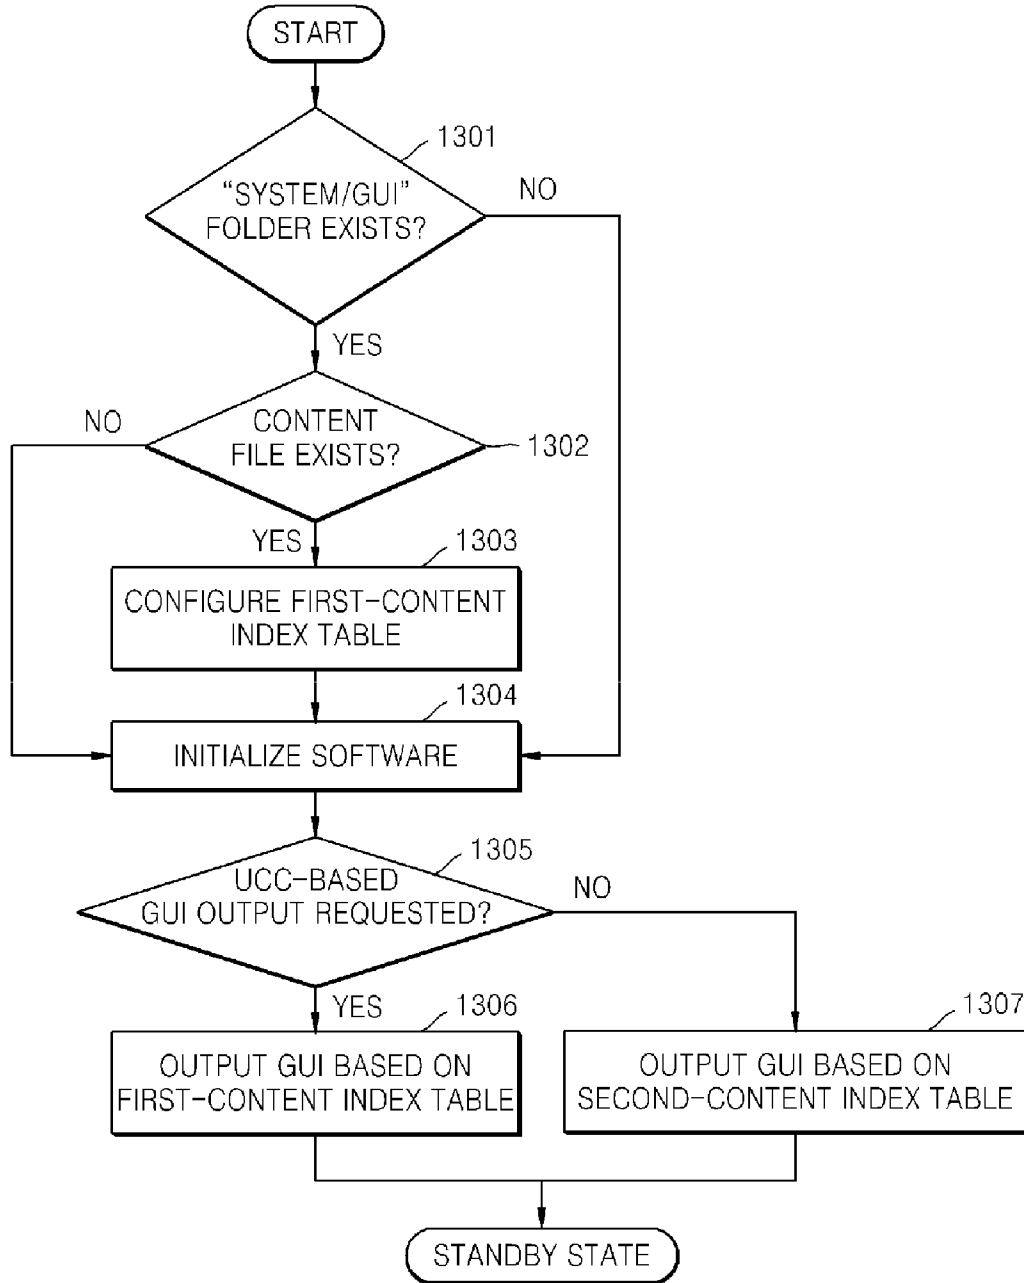 START
1301
"SYSTEM/GUI"
FOLDER EXISTS?
NO
YES
NO
CONTENT
FILE EXISTS?
1302
YES
1303
CONFIGURE FIRST-CONTENT
INDEX TABLE
1304
INITIALIZE SOFTWARE
1305
UCC-BASED
GUI OUTPUT REQUESTED?
NO
YES
1306
OUTPUT GUI BASED ON
FIRST-CONTENT INDEX TABLE
1307
OUTPUT GUI BASED ON
SECOND-CONTENT INDEX TABLE
STANDBY STATE